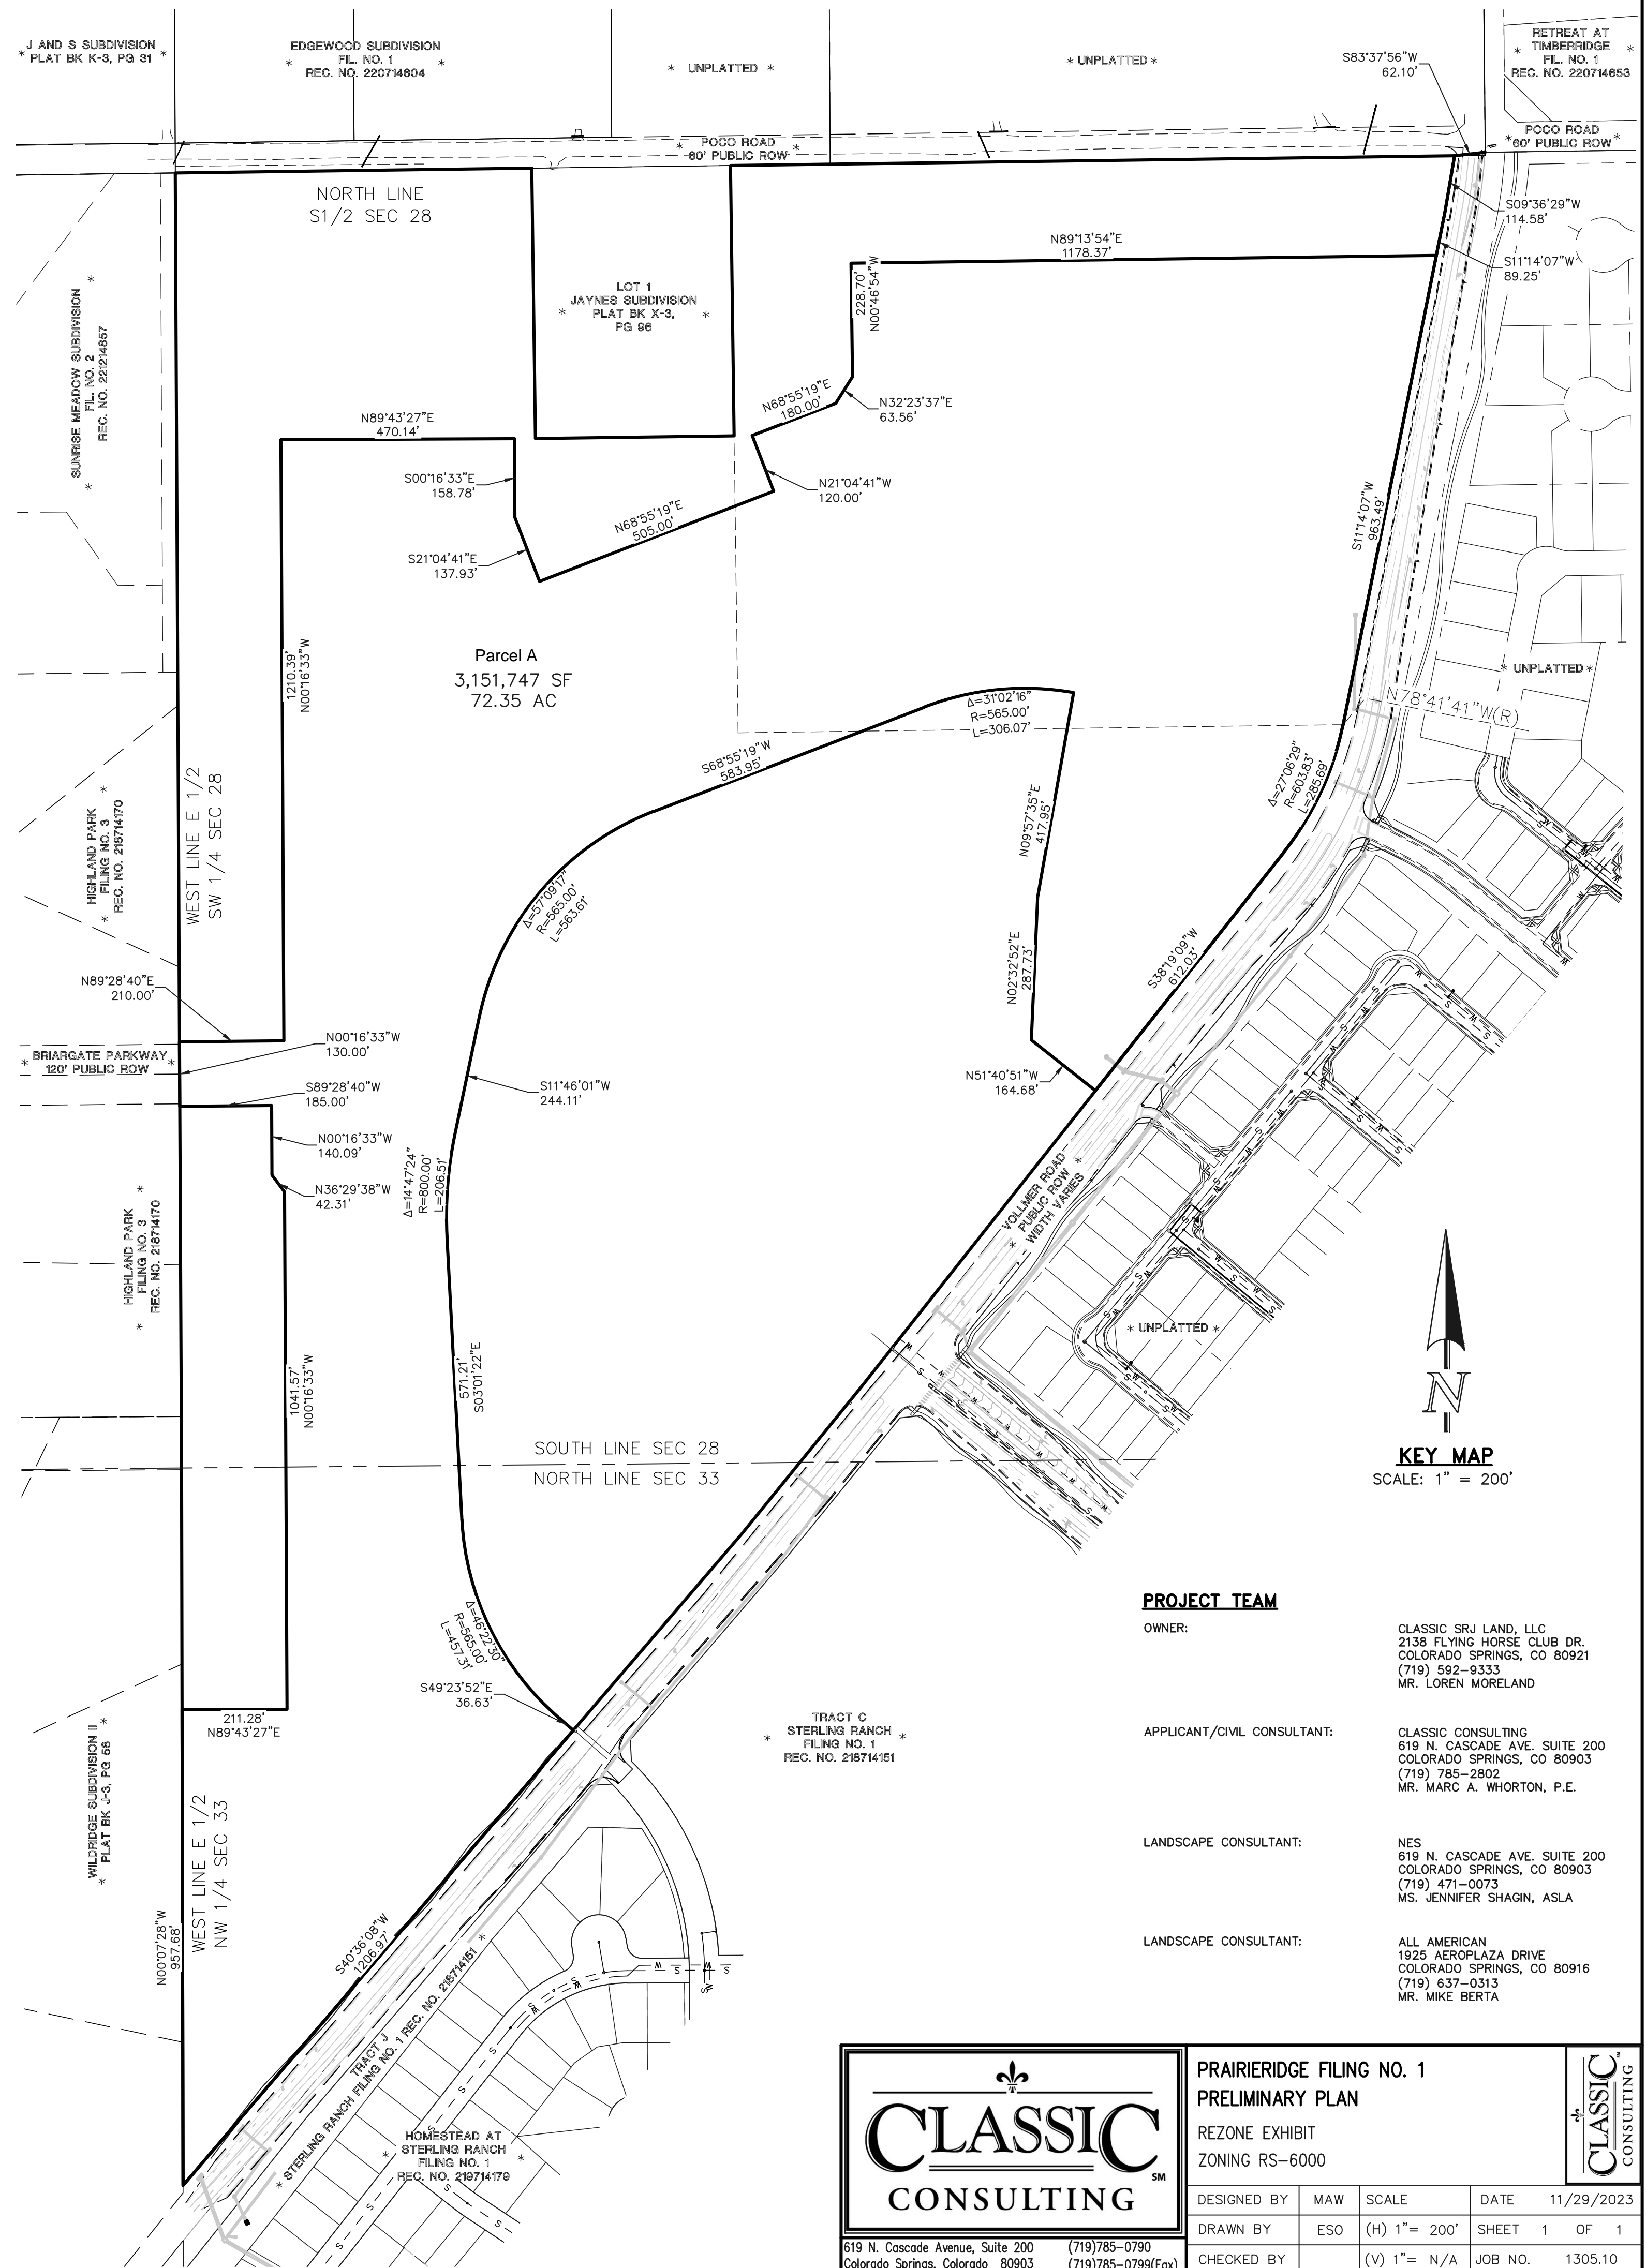 J AND S SUBDIVISION
* PLAT BK K-3, PG 31 *
EDGEWOOD SUBDIVISION
* FIL. NO. 1 *
REC. NO. 220714604
* UNPLATTED *
* UNPLATTED *
S83°37'56"W
62.10'
RETREAT AT
* TIMBERRIDGE *
FIL. NO. 1
REC. NO. 220714653
* POCO ROAD *
60' PUBLIC ROW
POCO ROAD
* 60' PUBLIC ROW *
NORTH LINE
S1/2 SEC 28
S09°36'29"W
114.58'
N89°13'54"E
1178.37'
S11°14'07"W
89.25'
228.70'
N00°46'54"W
LOT 1
JAYNES SUBDIVISION
* PLAT BK X-3, *
PG 96
* SUNRISE MEADOW SUBDIVISION *
FIL. NO. 2
REC. NO. 221214857
N68°55'19"E
180.00'
N32°23'37"E
63.56'
N89°43'27"E
470.14'
S00°16'33"E
158.78'
N21°04'41"W
120.00'
N68°55'19"E
505.00'
S21°04'41"E
137.93'
S11°14'07"W
963.49'
1210.39'
N00°16'33"W
Parcel A
3,151,747 SF
72.35 AC
* UNPLATTED *
N78°41'41"W(R)
Δ=31°02'16"
R=565.00'
L=306.07'
S68°55'19"W
583.95'
Δ=27°06'29"
R=603.83'
L=285.69'
WEST LINE E 1/2
SW 1/4 SEC 28
* HIGHLAND PARK *
FILING NO. 3
REC. NO. 218714170
N09°57'35"E
417.95'
Δ=57°09'17"
R=565.00'
L=563.61'
N02°32'52"E
287.73'
S38°19'09"W
612.03'
N89°28'40"E
210.00'
N00°16'33"W
130.00'
* BRIARGATE PARKWAY *
120' PUBLIC ROW
S89°28'40"W
185.00'
S11°46'01"W
244.11'
N51°40'51"W
164.68'
N00°16'33"W
140.09'
N36°29'38"W
42.31'
Δ=14°47'24"
R=800.00'
L=206.51'
VOLLMER ROAD
* PUBLIC ROW *
WIDTH VARIES
* HIGHLAND PARK *
FILING NO. 3
REC. NO. 218714170
* UNPLATTED *
1041.57'
N00°16'33"W
571.21'
S03°01'22"E
SOUTH LINE SEC 28
NORTH LINE SEC 33
N
KEY MAP
SCALE: 1" = 200'
Δ=46°22'30"
R=565.00'
L=457.31'
S49°23'52"E
36.63'
211.28'
N89°43'27"E
TRACT C
* STERLING RANCH *
FILING NO. 1
REC. NO. 218714151
WILDRIDGE SUBDIVISION II
* PLAT BK J-3, PG 58 *
WEST LINE E 1/2
NW 1/4 SEC 33
N00°07'28"W
957.68'
S40°36'08"W
1206.97'
TRACT J
* STERLING RANCH FILING NO. 1 REC. NO. 218714151 *
HOMESTEAD AT
* STERLING RANCH *
FILING NO. 1
REC. NO. 219714179
PROJECT TEAM
OWNER:
CLASSIC SRJ LAND, LLC
2138 FLYING HORSE CLUB DR.
COLORADO SPRINGS, CO 80921
(719) 592-9333
MR. LOREN MORELAND
APPLICANT/CIVIL CONSULTANT:
CLASSIC CONSULTING
619 N. CASCADE AVE. SUITE 200
COLORADO SPRINGS, CO 80903
(719) 785-2802
MR. MARC A. WHORTON, P.E.
LANDSCAPE CONSULTANT:
NES
619 N. CASCADE AVE. SUITE 200
COLORADO SPRINGS, CO 80903
(719) 471-0073
MS. JENNIFER SHAGIN, ASLA
LANDSCAPE CONSULTANT:
ALL AMERICAN
1925 AEROPLAZA DRIVE
COLORADO SPRINGS, CO 80916
(719) 637-0313
MR. MIKE BERTA
CLASSIC SM
CONSULTING
619 N. Cascade Avenue, Suite 200 (719)785-0790
Colorado Springs, Colorado 80903 (719)785-0799(Fax)
PRAIRIERIDGE FILING NO. 1
PRELIMINARY PLAN
REZONE EXHIBIT
ZONING RS-6000
CLASSIC
CONSULTING
DESIGNED BY MAW SCALE DATE 11/29/2023
DRAWN BY ESO (H) 1"= 200' SHEET 1 OF 1
CHECKED BY (V) 1"= N/A JOB NO. 1305.10